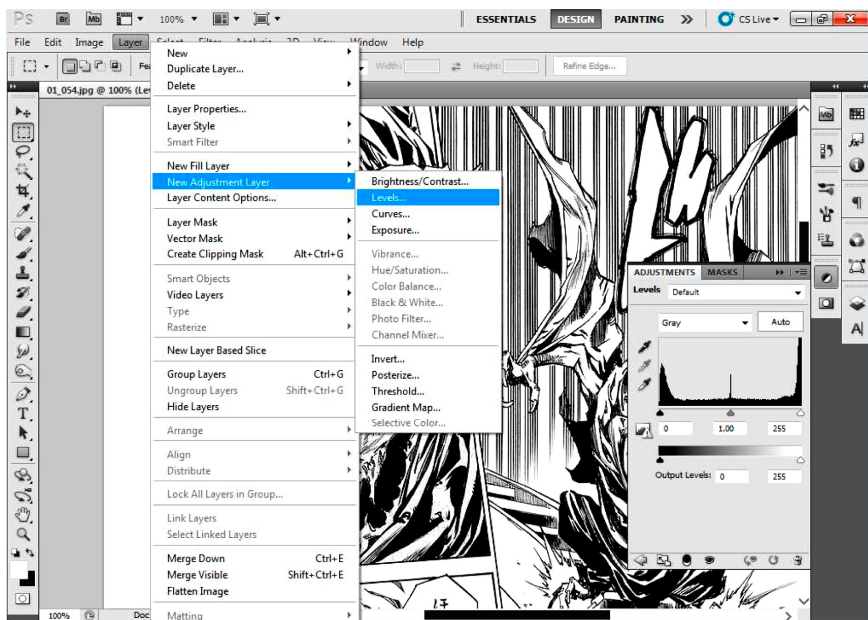 Ps Br Mb 100% ESSENTIALS DESIGN PAINTING CS Live
File Edit Image Layer Select Filter Analysis 3D View Window Help
Width: Height: Refine Edge...
01_054.jpg @ 100% (Le
New
Duplicate Layer...
Delete
Layer Properties...
Layer Style
Smart Filter
New Fill Layer
New Adjustment Layer
Layer Content Options...
Layer Mask
Vector Mask
Create Clipping Mask Alt+Ctrl+G
Smart Objects
Video Layers
Type
Rasterize
New Layer Based Slice
Group Layers Ctrl+G
Ungroup Layers Shift+Ctrl+G
Hide Layers
Arrange
Align
Distribute
Lock All Layers in Group...
Link Layers
Select Linked Layers
Merge Down Ctrl+E
Merge Visible Shift+Ctrl+E
Flatten Image
Matting
Brightness/Contrast...
Levels...
Curves...
Exposure...
Vibrance...
Hue/Saturation...
Color Balance...
Black & White...
Photo Filter...
Channel Mixer...
Invert...
Posterize...
Threshold...
Gradient Map...
Selective Color...
ADJUSTMENTS MASKS
Levels Default
Gray Auto
0 1.00 255
Output Levels: 0 255
100% Doc